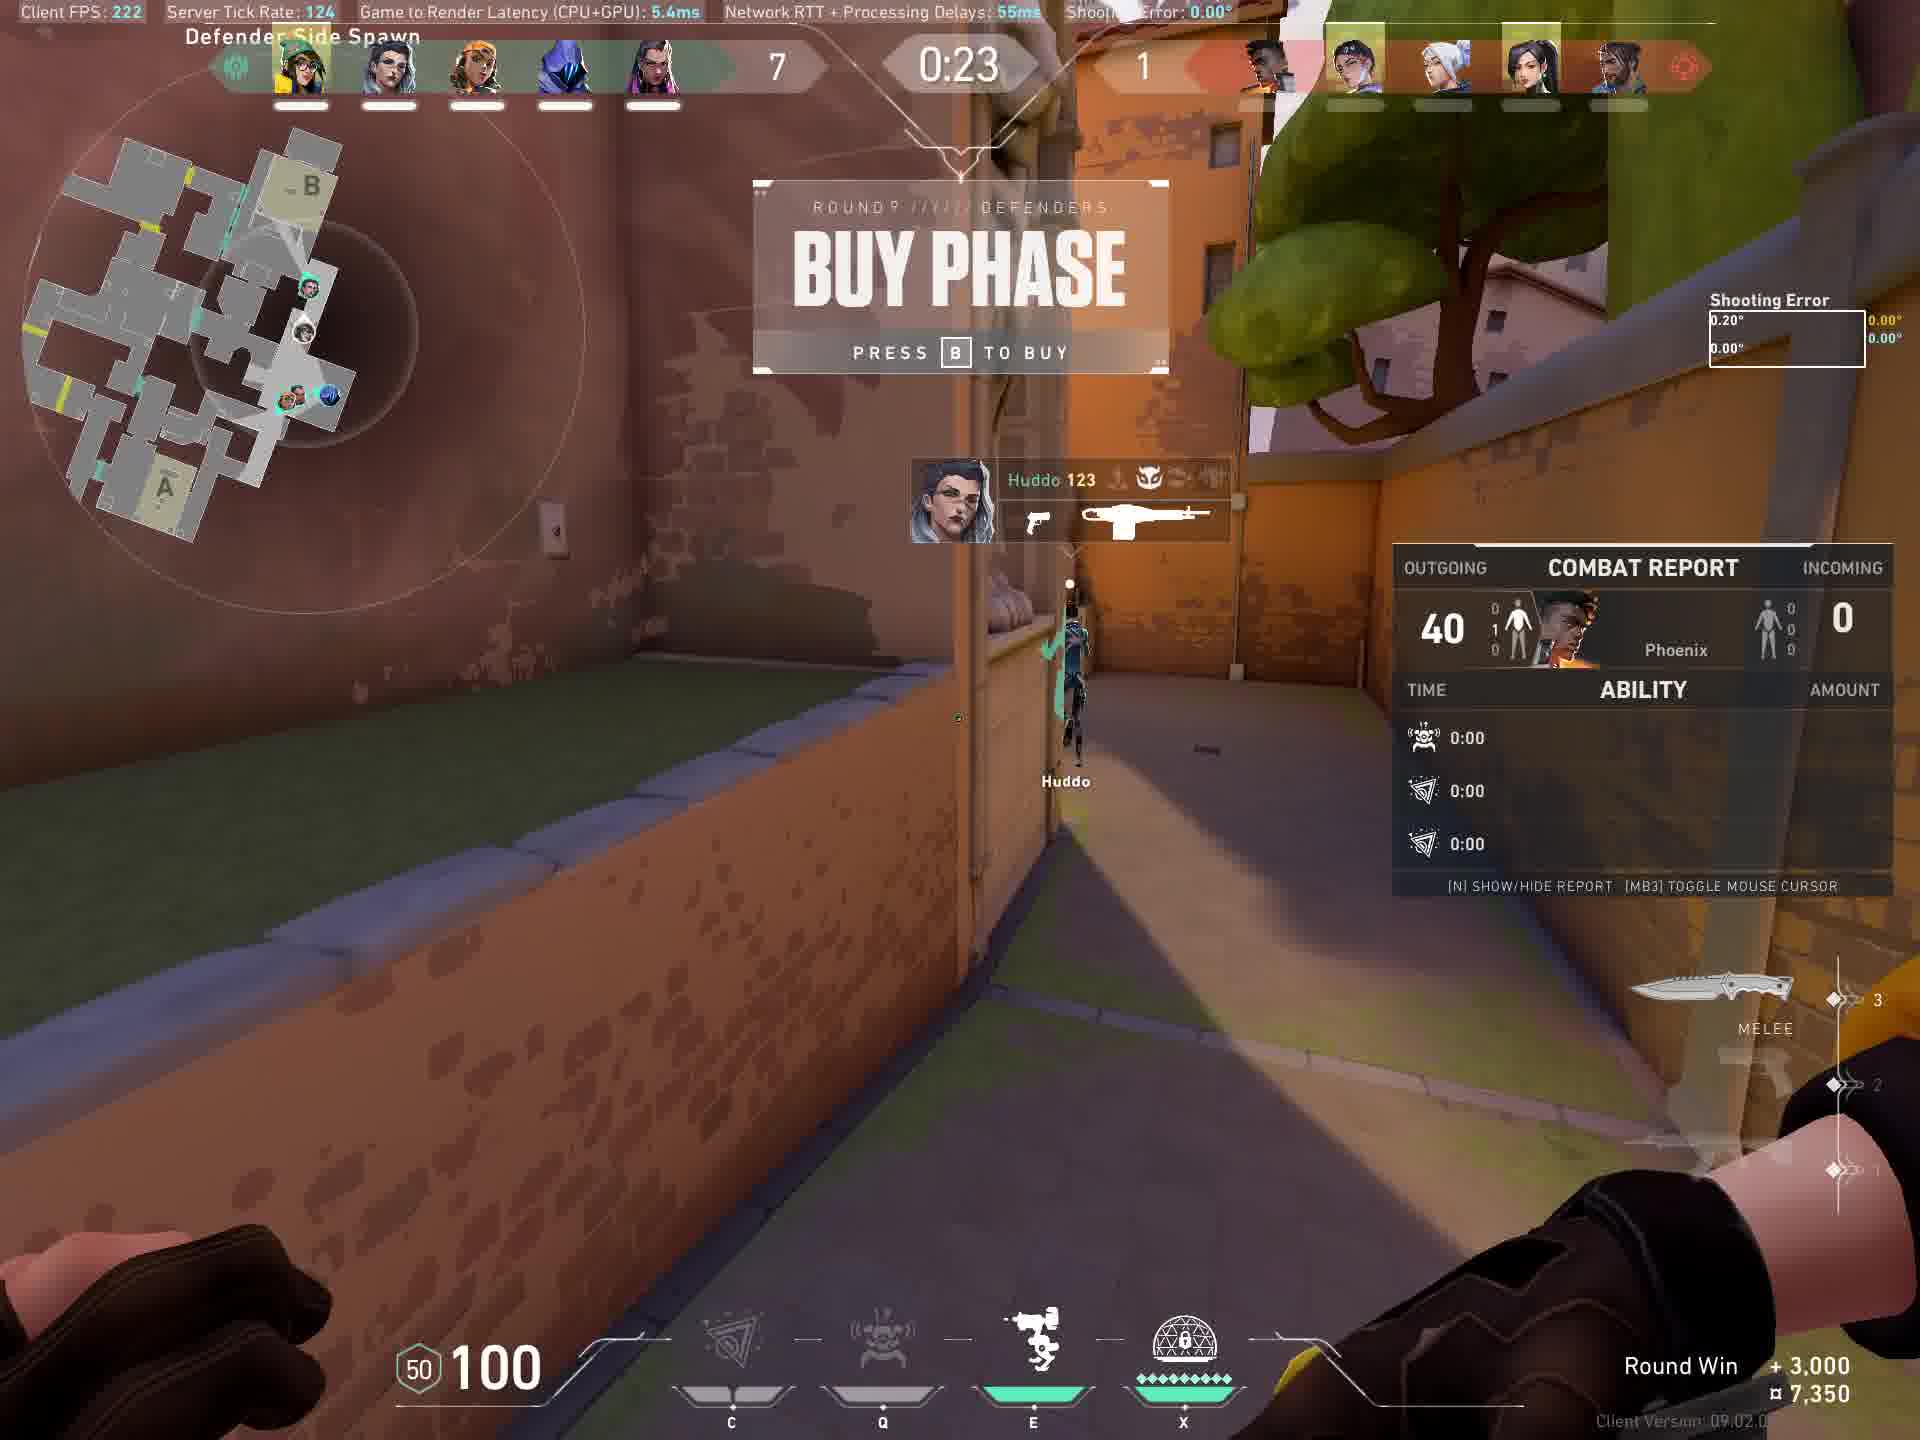 Client FPS: 222 Server Tick Rate: 124 Game to Render Latency (CPU+GPU): 5.4ms Network RTT + Processing Delays: 55ms Shooting Error: 0.00°
Defender Side Spawn
7 0:23 1
B
A
ROUND 9 ////// DEFENDERS
BUY PHASE
PRESS B TO BUY
Shooting Error
0.20° 0.00°
0.00°
0.00°
Huddo 123
Huddo
OUTGOING COMBAT REPORT INCOMING
40 0 1 0 Phoenix 0 0 0 0
TIME ABILITY AMOUNT
0:00
0:00
0:00
[N] SHOW/HIDE REPORT [MB3] TOGGLE MOUSE CURSOR
3
MELEE
2
1
50 100
C Q E X
Round Win + 3,000
¤ 7,350
Client Version: 09.02.0